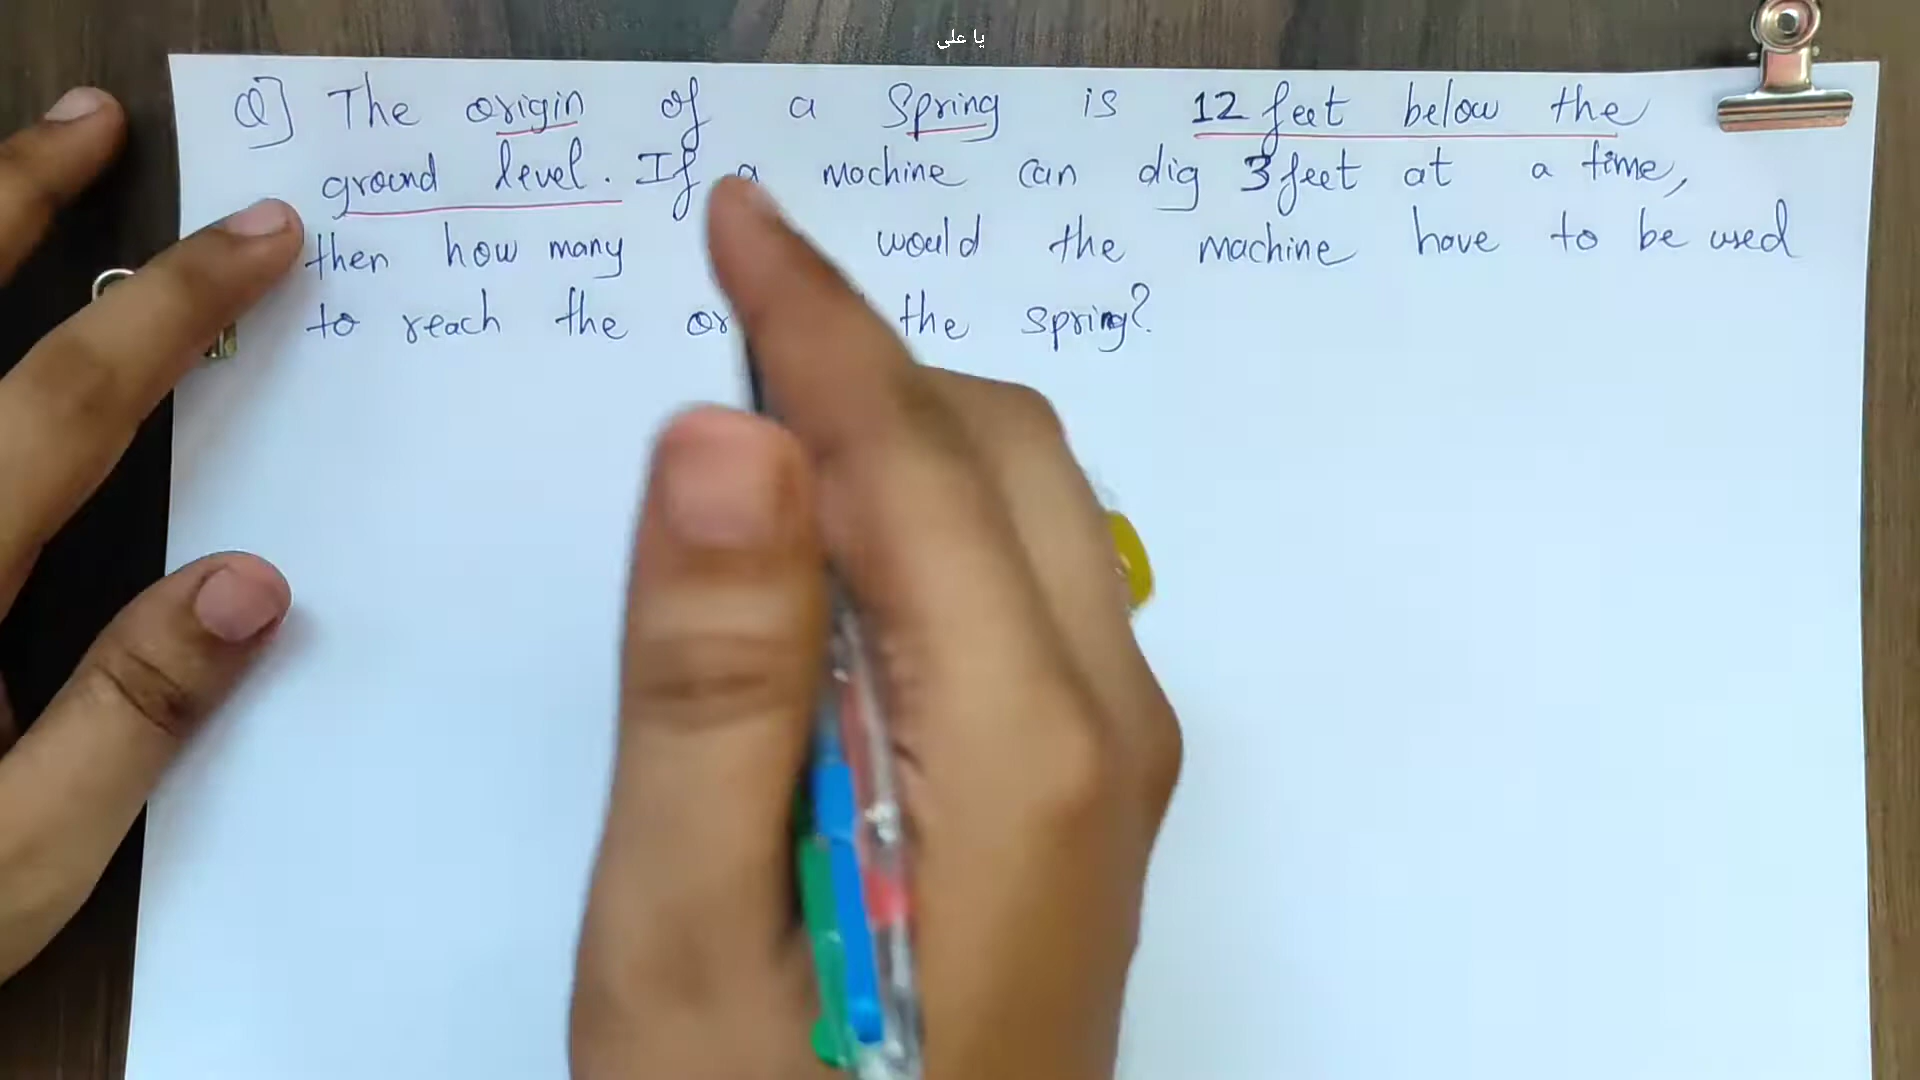 يا على
Q] The origin of a Spring is 12 feet below the
ground level. If a machine can dig 3 feet at a time,
then how many would the machine have to be used
to reach the the spring?